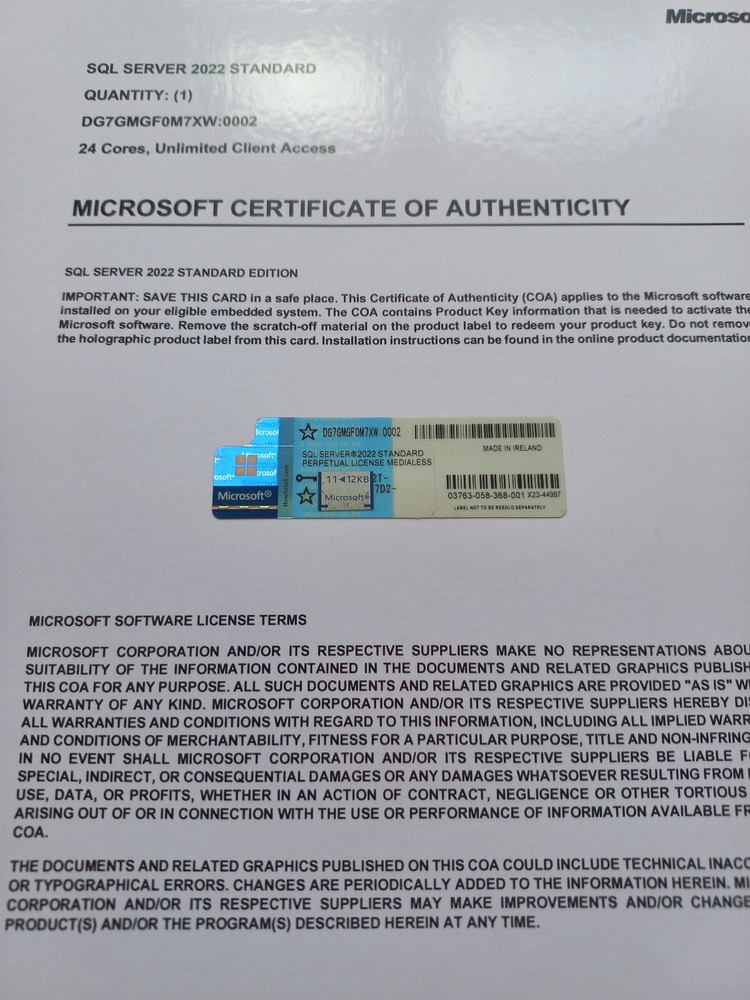 Microso
SQL SERVER 2022 STANDARD
QUANTITY: (1)
DG7GMGF0M7XW:0002
24 Cores, Unlimited Client Access
MICROSOFT CERTIFICATE OF AUTHENTICITY
SQL SERVER 2022 STANDARD EDITION
IMPORTANT: SAVE THIS CARD in a safe place. This Certificate of Authenticity (COA) applies to the Microsoft software
installed on your eligible embedded system. The COA contains Product Key information that is needed to activate the
Microsoft software. Remove the scratch-off material on the product label to redeem your product key. Do not remov
the holographic product label from this card. Installation instructions can be found in the online product documentatio
DG7GMGF0M7XW:0002
SQL SERVER®2022 STANDARD
PERPETUAL LICENSE MEDIALESS
MADE IN IRELAND
11◄12KB
2T-
7D2-
Microsoft®
Microsoft®
03763-058-368-001 X23-44997
LABEL NOT TO BE RESOLD SEPARATELY
MICROSOFT SOFTWARE LICENSE TERMS
MICROSOFT CORPORATION AND/OR ITS RESPECTIVE SUPPLIERS MAKE NO REPRESENTATIONS ABOU
SUITABILITY OF THE INFORMATION CONTAINED IN THE DOCUMENTS AND RELATED GRAPHICS PUBLISH
THIS COA FOR ANY PURPOSE. ALL SUCH DOCUMENTS AND RELATED GRAPHICS ARE PROVIDED "AS IS" WI
WARRANTY OF ANY KIND. MICROSOFT CORPORATION AND/OR ITS RESPECTIVE SUPPLIERS HEREBY DIS
ALL WARRANTIES AND CONDITIONS WITH REGARD TO THIS INFORMATION, INCLUDING ALL IMPLIED WARR
AND CONDITIONS OF MERCHANTABILITY, FITNESS FOR A PARTICULAR PURPOSE, TITLE AND NON-INFRING
IN NO EVENT SHALL MICROSOFT CORPORATION AND/OR ITS RESPECTIVE SUPPLIERS BE LIABLE FO
SPECIAL, INDIRECT, OR CONSEQUENTIAL DAMAGES OR ANY DAMAGES WHATSOEVER RESULTING FROM
USE, DATA, OR PROFITS, WHETHER IN AN ACTION OF CONTRACT, NEGLIGENCE OR OTHER TORTIOUS
ARISING OUT OF OR IN CONNECTION WITH THE USE OR PERFORMANCE OF INFORMATION AVAILABLE FR
COA.
THE DOCUMENTS AND RELATED GRAPHICS PUBLISHED ON THIS COA COULD INCLUDE TECHNICAL INACC
OR TYPOGRAPHICAL ERRORS. CHANGES ARE PERIODICALLY ADDED TO THE INFORMATION HEREIN. MI
CORPORATION AND/OR ITS RESPECTIVE SUPPLIERS MAY MAKE IMPROVEMENTS AND/OR CHANGE
PRODUCT(S) AND/OR THE PROGRAM(S) DESCRIBED HEREIN AT ANY TIME.